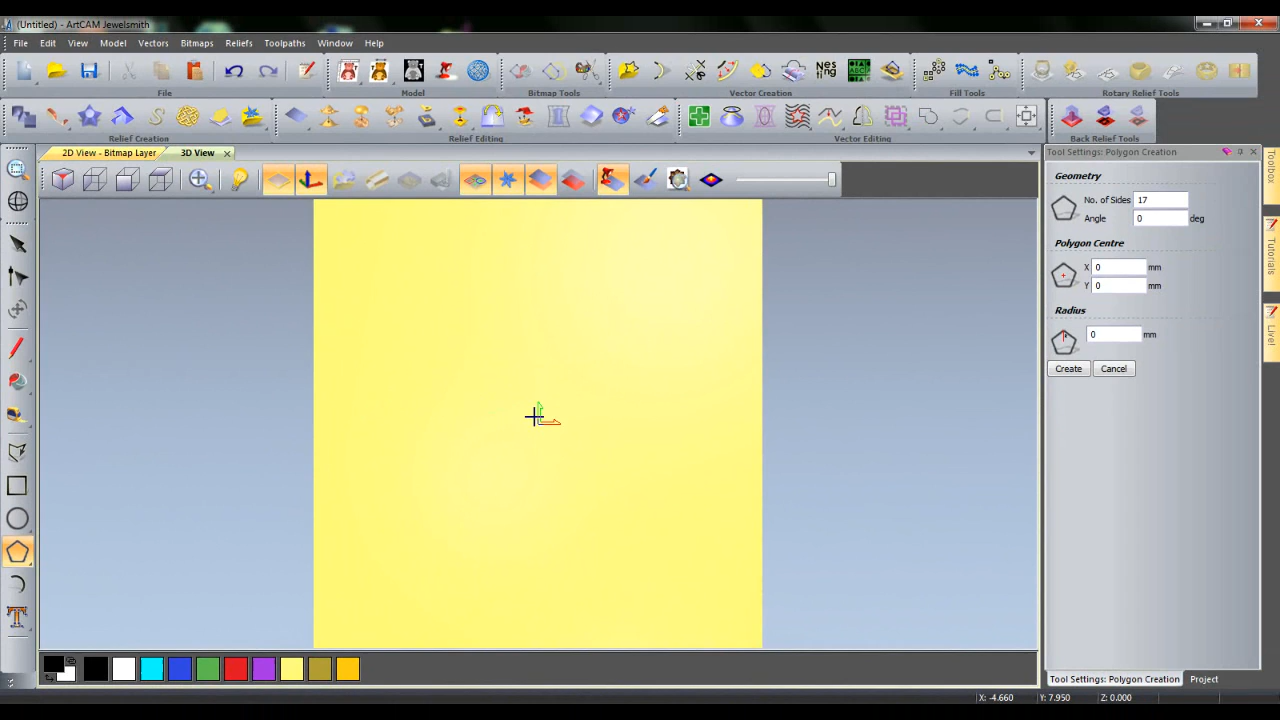 (Untitled) - ArtCAM Jewelsmith
File Edit View Model Vectors Bitmaps Reliefs Toolpaths Window Help
File Model Bitmap Tools Vector Creation Fill Tools Rotary Relief Tools
Relief Creation Relief Editing Vector Editing Back Relief Tools
2D View - Bitmap Layer 3D View
Tool Settings: Polygon Creation
Geometry
No. of Sides 17
Angle 0 deg
Polygon Centre
X 0 mm
Y 0 mm
Radius
0 mm
Create Cancel
Toolbox
Tutorials
Live!
Tool Settings: Polygon Creation Project
X: -4.660 Y: 7.950 Z: 0.000